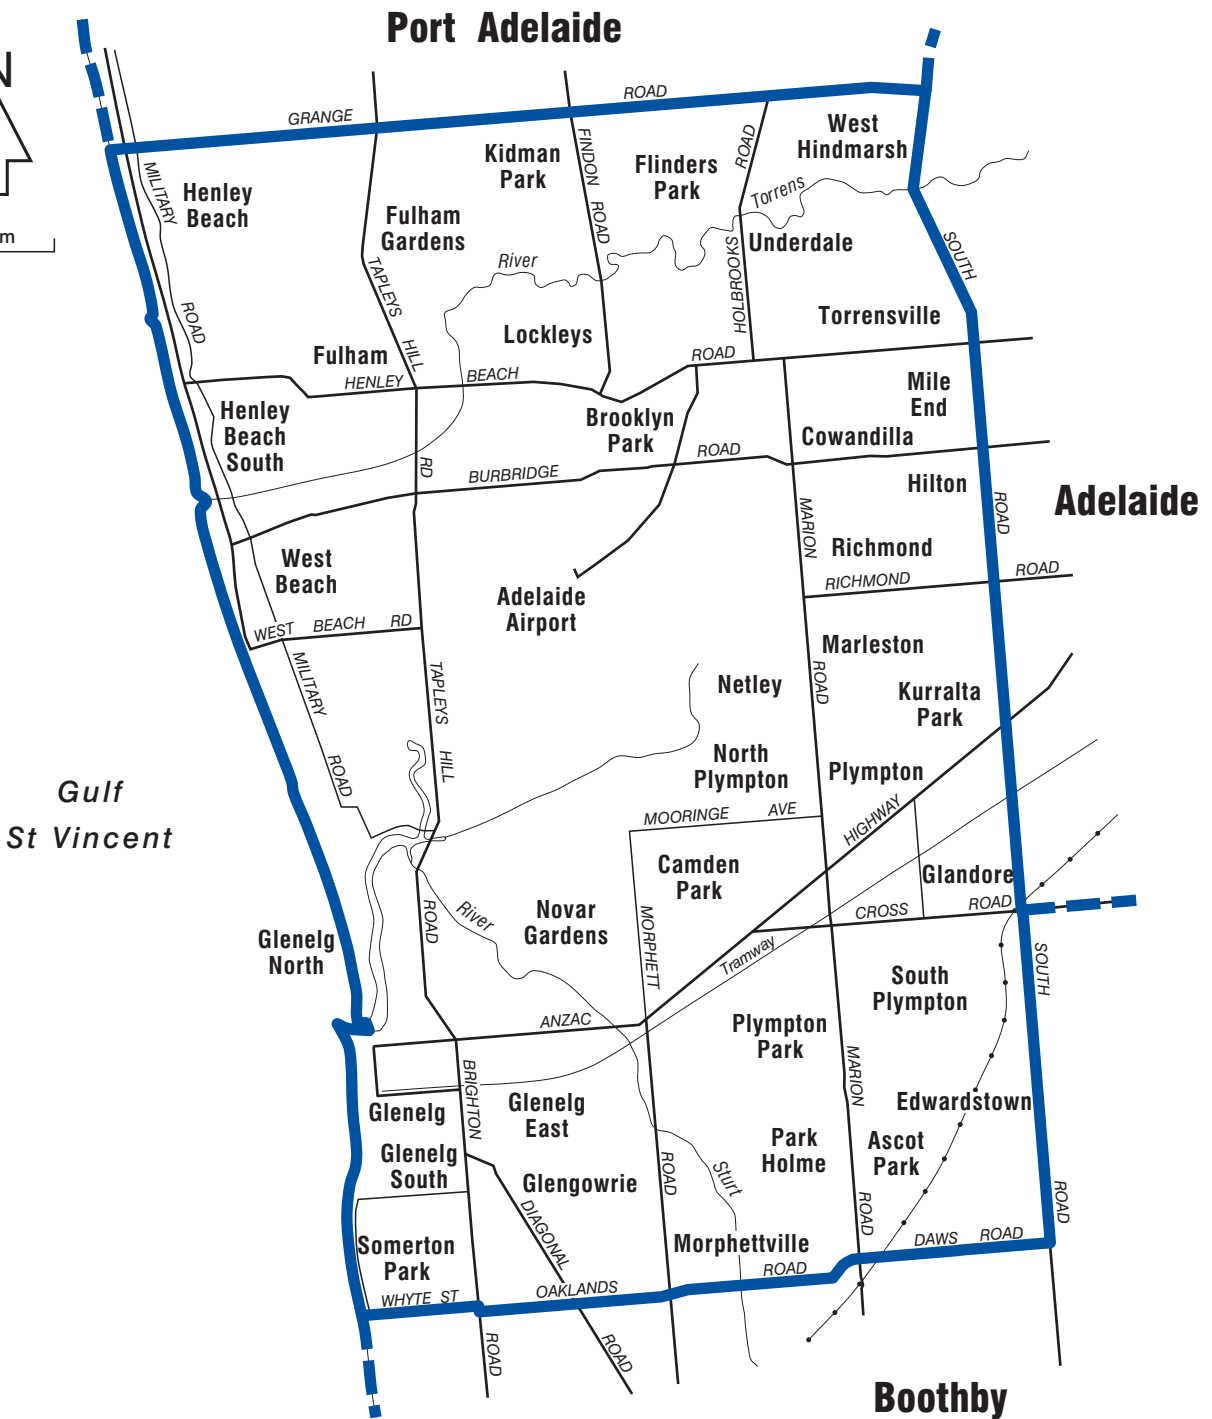 Port Adelaide
N
m
GRANGE
ROAD
MILITARY
ROAD
Henley
Beach
Kidman
Park
FINDON
ROAD
Flinders
Park
ROAD
West
Hindmarsh
Torrens
Fulham
Gardens
River
TAPLEYS
HILL
HOLBROOKS
Underdale
SOUTH
Torrensville
Lockleys
Fulham
HENLEY
BEACH
ROAD
Mile
End
Henley
Beach
South
Brooklyn
Park
Cowandilla
RD
BURBRIDGE
ROAD
Hilton
ROAD
Adelaide
MARION
Richmond
RICHMOND
ROAD
West
Beach
Adelaide
Airport
WEST
BEACH
RD
MILITARY
ROAD
TAPLEYS
HILL
Marleston
ROAD
Netley
Kurralta
Park
North
Plympton
Plympton
Gulf
St Vincent
MOORINGE
AVE
HIGHWAY
Camden
Park
Glandore
ROAD
River
Novar
Gardens
MORPHETT
CROSS
ROAD
Tramway
Glenelg
North
South
Plympton
SOUTH
ANZAC
Plympton
Park
MARION
BRIGHTON
Glenelg
Glenelg
East
Edwardstown
Glenelg
South
Park
Holme
Ascot
Park
Glengowrie
ROAD
Sturt
DIAGONAL
ROAD
ROAD
Somerton
Park
Morphettville
DAWS
ROAD
WHYTE ST
OAKLANDS
ROAD
ROAD
ROAD
Boothby